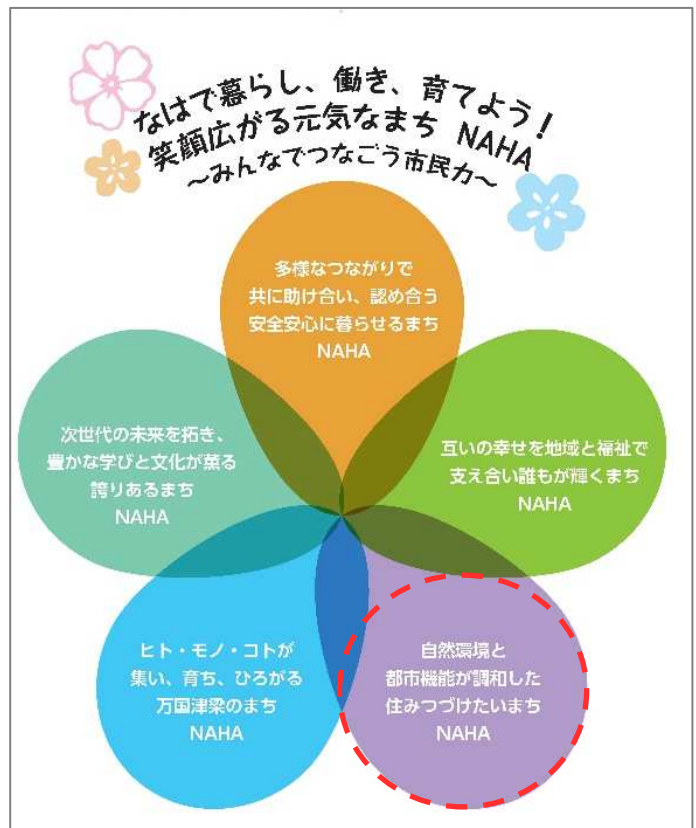 なはで暮らし、働き、育てよう！
笑顔広がる元気なまち NAHA
～みんなでつなごう市民力～
多様なつながりで
共に助け合い、認め合う
安全安心に暮らせるまち
NAHA
次世代の未来を拓き、
豊かな学びと文化が薫る
誇りあるまち
NAHA
互いの幸せを地域と福祉で
支え合い誰もが輝くまち
NAHA
ヒト・モノ・コトが
集い、育ち、ひろがる
万国津梁のまち
NAHA
自然環境と
都市機能が調和した
住みつづけたいまち
NAHA